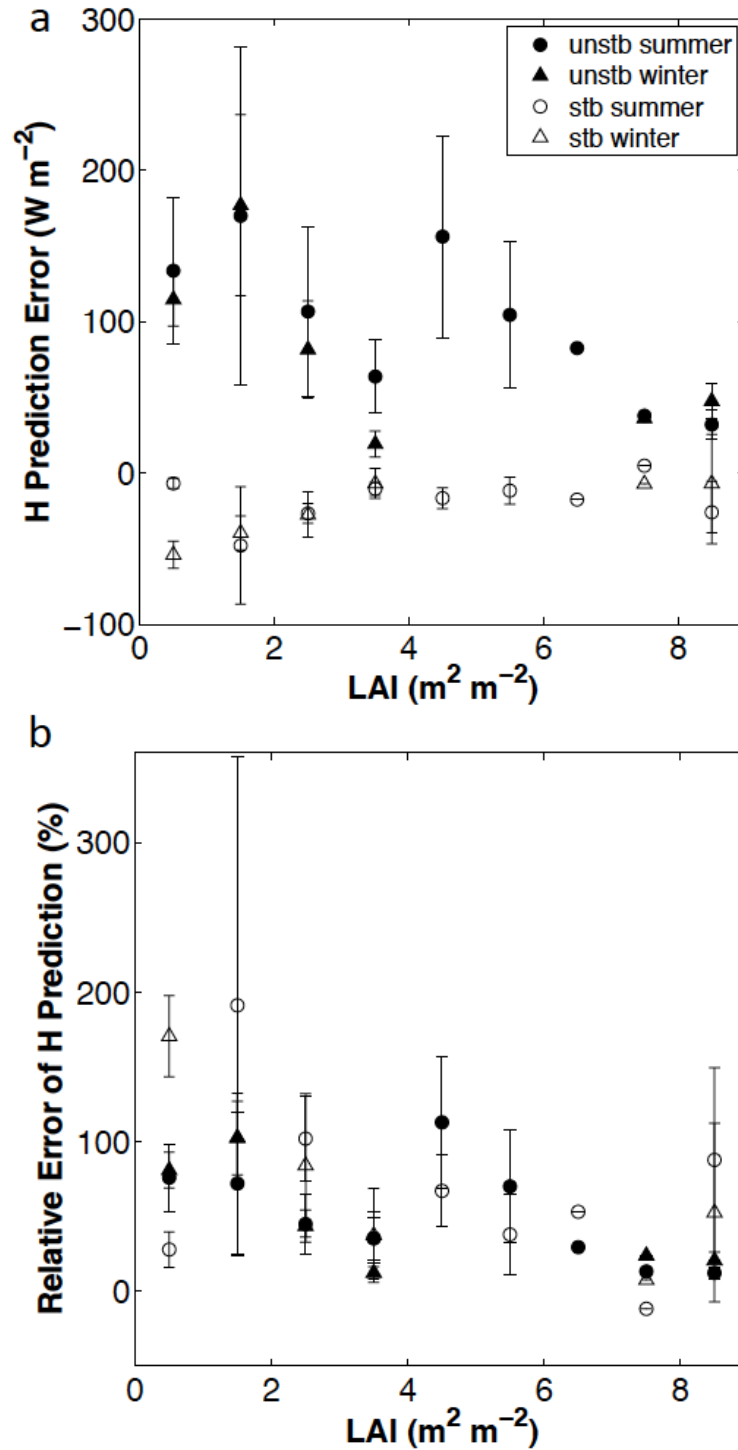 a
300
200
100
0
−100
H Prediction Error (W m⁻²)
unstb summer
unstb winter
stb summer
stb winter
0 2 4 6 8
LAI (m² m⁻²)
b
300
200
100
0
Relative Error of H Prediction (%)
0 2 4 6 8
LAI (m² m⁻²)